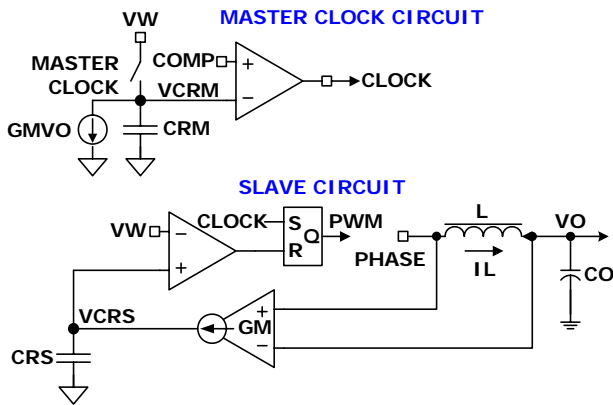 MASTER CLOCK CIRCUIT
VW
MASTER
CLOCK
COMP
+
−
CLOCK
VCRM
GMVO
CRM
SLAVE CIRCUIT
VW
−
+
CLOCK
S
R
Q
PWM
PHASE
L
IL
VO
CO
VCRS
GM
+
−
CRS